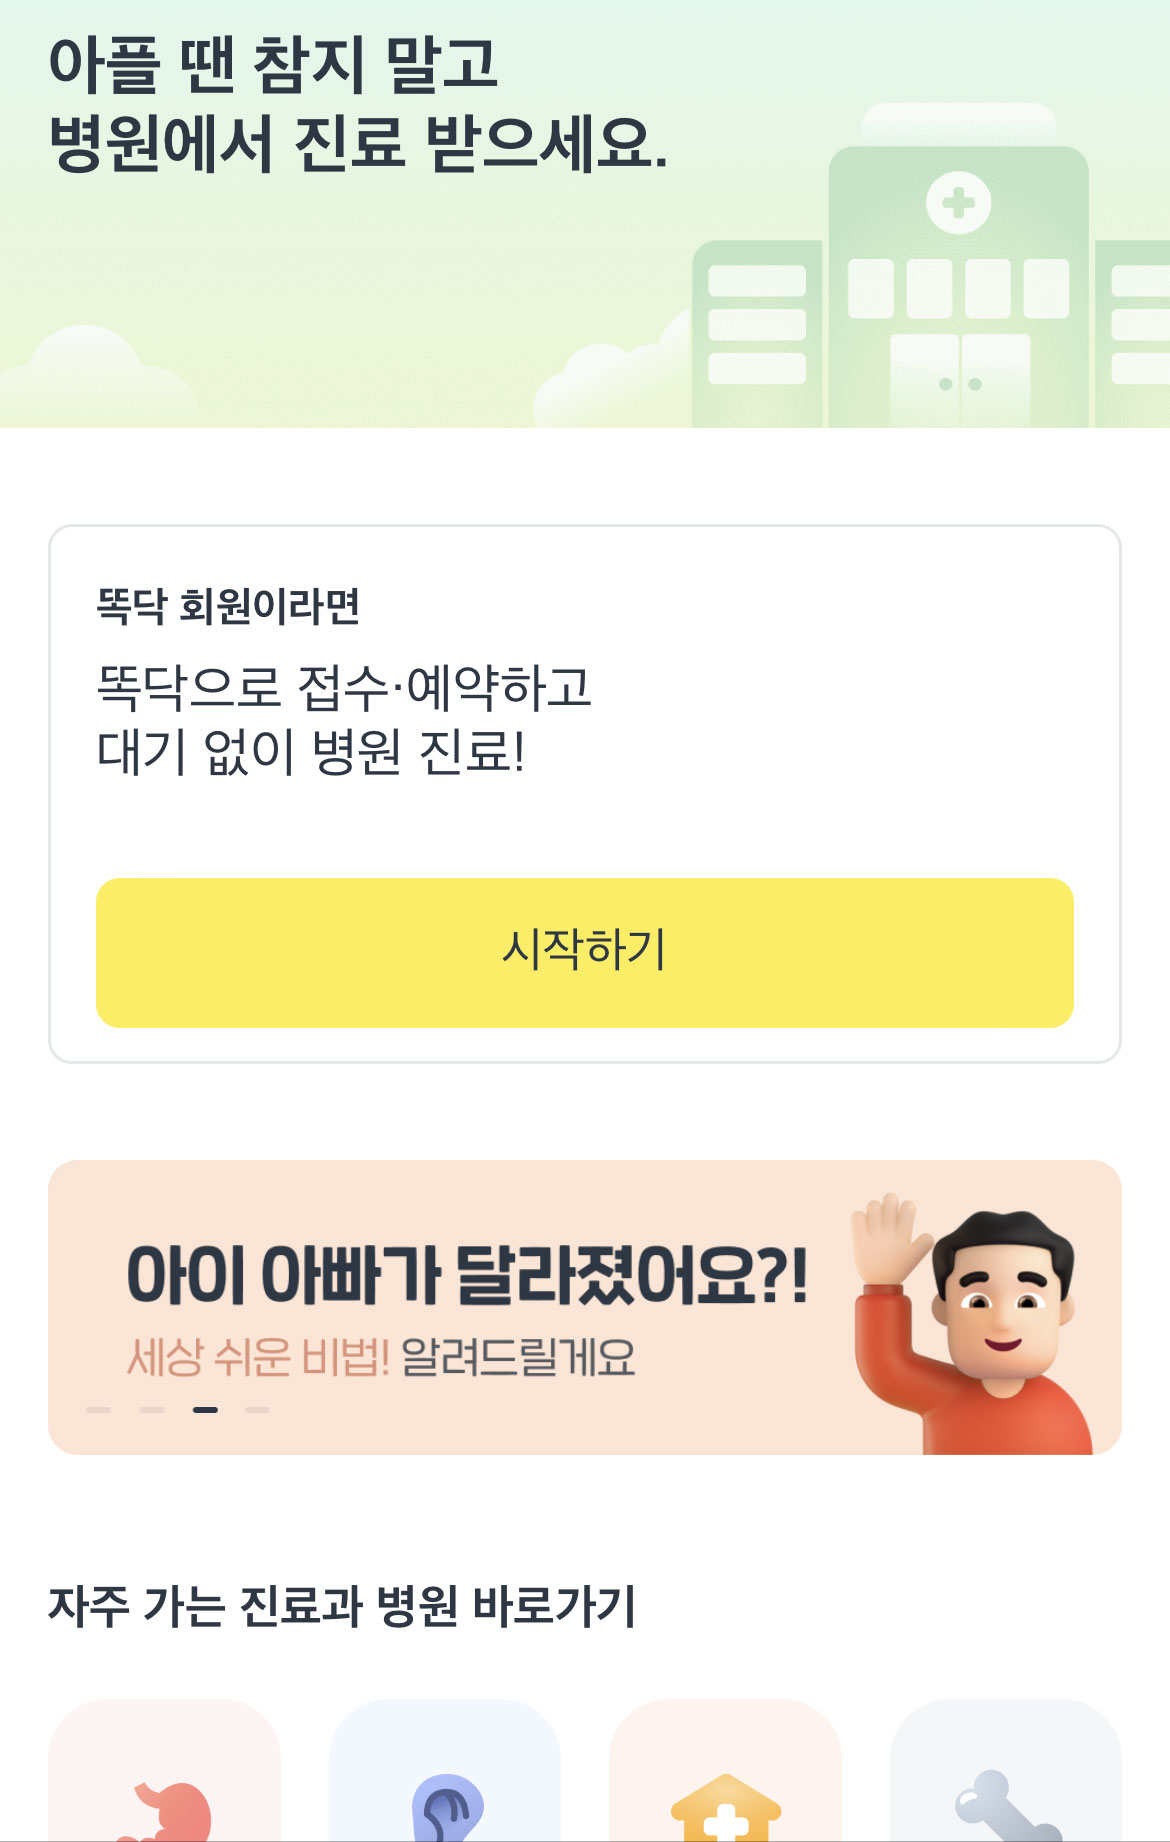 아플 땐 참지 말고
병원에서 진료 받으세요.
똑닥 회원이라면
똑닥으로 접수·예약하고
대기 없이 병원 진료!
시작하기
아이 아빠가 달라졌어요?!
세상 쉬운 비법! 알려드릴게요
자주 가는 진료과 병원 바로가기